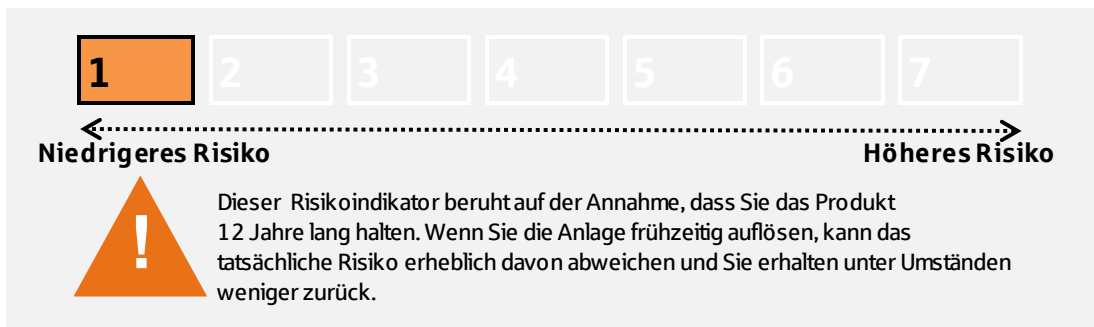 1 2 3 4 5 6 7
Niedrigeres Risiko Höheres Risiko
!
Dieser Risikoindikator beruht auf der Annahme, dass Sie das Produkt
12 Jahre lang halten. Wenn Sie die Anlage frühzeitig auflösen, kann das
tatsächliche Risiko erheblich davon abweichen und Sie erhalten unter Umständen
weniger zurück.